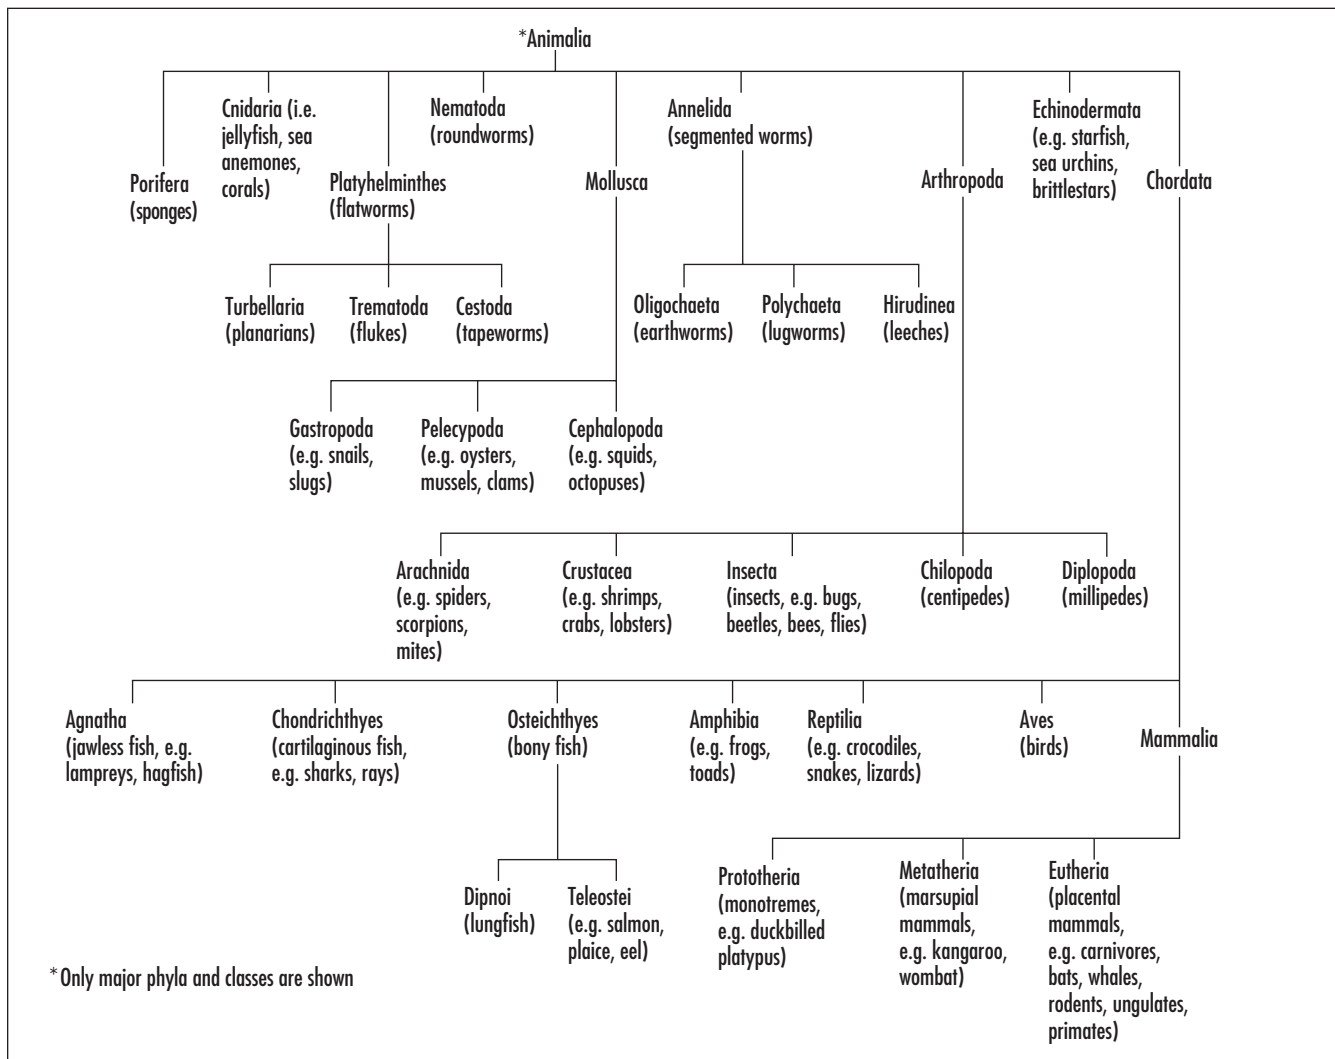 *Animalia
Porifera
(sponges)
Cnidaria (i.e.
jellyfish, sea
anemones,
corals)
Platyhelminthes
(flatworms)
Nematoda
(roundworms)
Mollusca
Annelida
(segmented worms)
Arthropoda
Echinodermata
(e.g. starfish,
sea urchins,
brittlestars)
Chordata
Turbellaria
(planarians)
Trematoda
(flukes)
Cestoda
(tapeworms)
Oligochaeta
(earthworms)
Polychaeta
(lugworms)
Hirudinea
(leeches)
Gastropoda
(e.g. snails,
slugs)
Pelecypoda
(e.g. oysters,
mussels, clams)
Cephalopoda
(e.g. squids,
octopuses)
Arachnida
(e.g. spiders,
scorpions,
mites)
Crustacea
(e.g. shrimps,
crabs, lobsters)
Insecta
(insects, e.g. bugs,
beetles, bees, flies)
Chilopoda
(centipedes)
Diplopoda
(millipedes)
Agnatha
(jawless fish, e.g.
lampreys, hagfish)
Chondrichthyes
(cartilaginous fish,
e.g. sharks, rays)
Osteichthyes
(bony fish)
Amphibia
(e.g. frogs,
toads)
Reptilia
(e.g. crocodiles,
snakes, lizards)
Aves
(birds)
Mammalia
Dipnoi
(lungfish)
Teleostei
(e.g. salmon,
plaice, eel)
Prototheria
(monotremes,
e.g. duckbilled
platypus)
Metatheria
(marsupial
mammals,
e.g. kangaroo,
wombat)
Eutheria
(placental
mammals,
e.g. carnivores,
bats, whales,
rodents, ungulates,
primates)
*Only major phyla and classes are shown